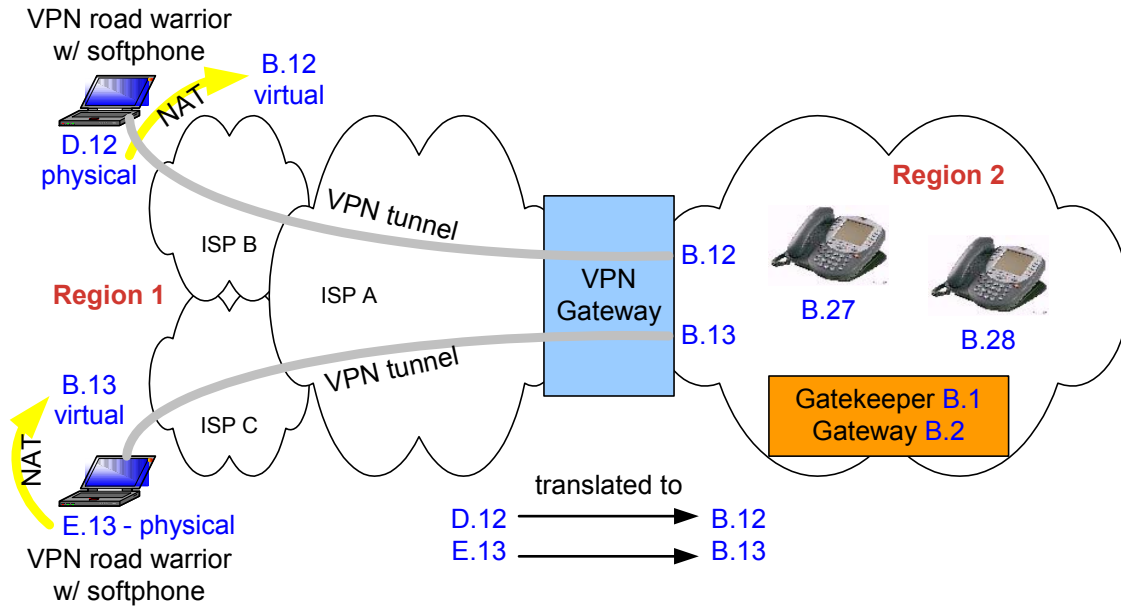 VPN road warrior
w/ softphone
B.12
virtual
NAT
D.12
physical
VPN tunnel
ISP B
Region 1
ISP A
VPN
Gateway
B.12
B.13
Region 2
B.27
B.28
Gatekeeper B.1
Gateway B.2
VPN tunnel
B.13
virtual
ISP C
NAT
E.13 - physical
VPN road warrior
w/ softphone
translated to
D.12 B.12
E.13 B.13